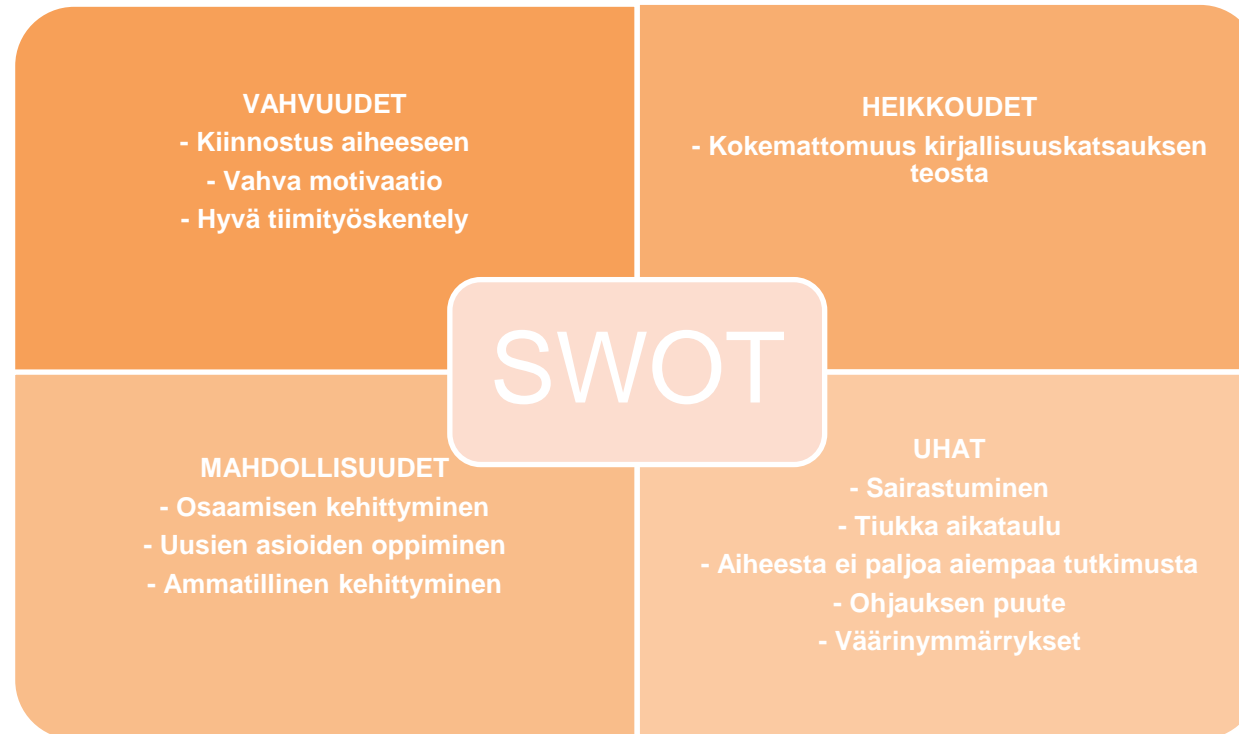 VAHVUUDET
- Kiinnostus aiheeseen
- Vahva motivaatio
- Hyvä tiimityöskentely
HEIKKOUDET
- Kokemattomuus kirjallisuuskatsauksen
teosta
SWOT
MAHDOLLISUUDET
- Osaamisen kehittyminen
- Uusien asioiden oppiminen
- Ammatillinen kehittyminen
UHAT
- Sairastuminen
- Tiukka aikataulu
- Aiheesta ei paljoa aiempaa tutkimusta
- Ohjauksen puute
- Väärinymmärrykset